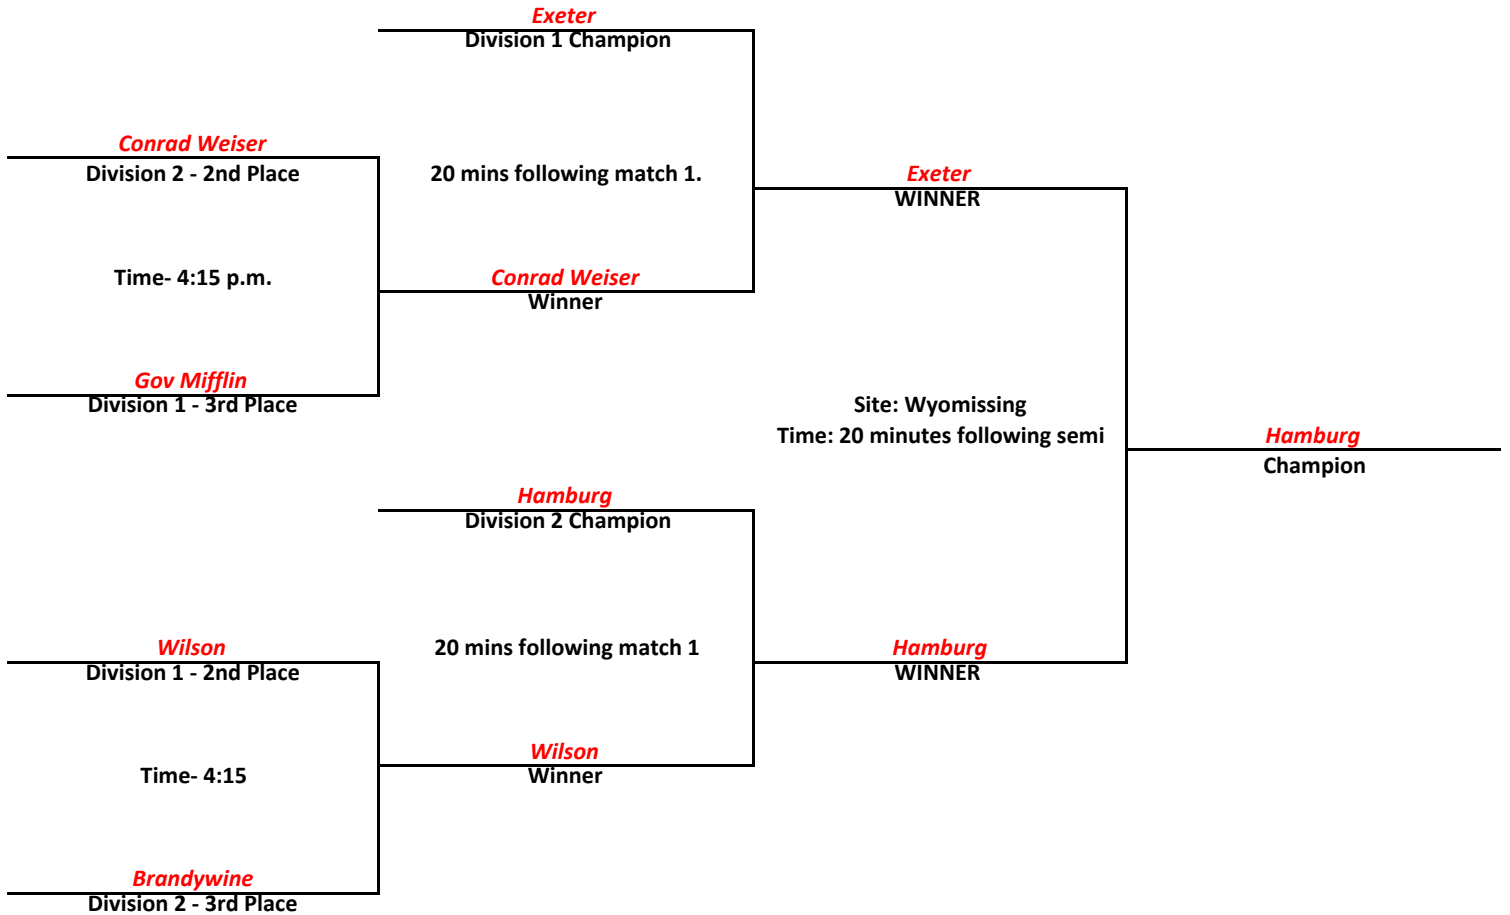 Exeter
Division 1 Champion
Conrad Weiser
Division 2 - 2nd Place
20 mins following match 1.
Exeter
WINNER
Time- 4:15 p.m.
Conrad Weiser
Winner
Gov Mifflin
Division 1 - 3rd Place
Site: Wyomissing
Time: 20 minutes following semi
Hamburg
Champion
Hamburg
Division 2 Champion
Wilson
Division 1 - 2nd Place
20 mins following match 1
Hamburg
WINNER
Time- 4:15
Wilson
Winner
Brandywine
Division 2 - 3rd Place